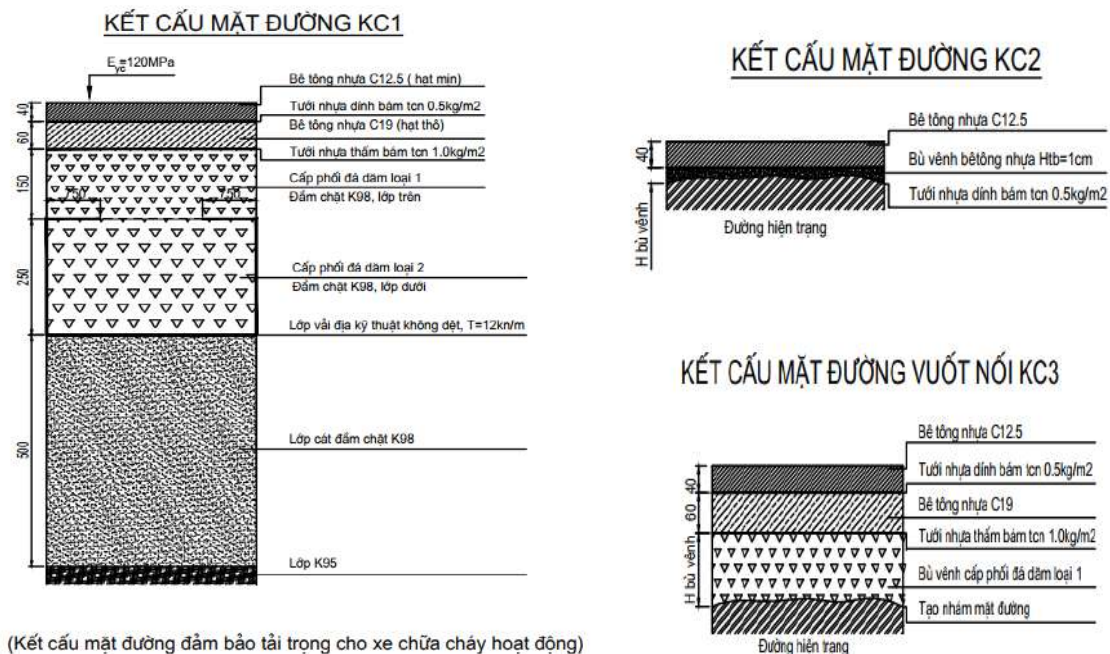 KẾT CẤU MẶT ĐƯỜNG KC1
Eyc=120MPa
Bê tông nhựa C12.5 ( hạt mịn)
Tưới nhựa dính bám tcn 0.5kg/m2
Bê tông nhựa C19 (hạt thô)
Tưới nhựa thấm bám tcn 1.0kg/m2
Cấp phối đá dăm loại 1
Đầm chặt K98, lớp trên
Cấp phối đá dăm loại 2
Đầm chặt K98, lớp dưới
Lớp vải địa kỹ thuật không dệt, T=12kn/m
Lớp cát đầm chặt K98
Lớp K95
40
60
150
750
750
250
500
(Kết cấu mặt đường đảm bảo tải trọng cho xe chữa cháy hoạt động)
KẾT CẤU MẶT ĐƯỜNG KC2
Bê tông nhựa C12.5
Bù vênh bêtông nhựa Htb=1cm
Tưới nhựa dính bám tcn 0.5kg/m2
40
H bù vênh
Đường hiện trạng
KẾT CẤU MẶT ĐƯỜNG VUỐT NỐI KC3
Bê tông nhựa C12.5
Tưới nhựa dính bám tcn 0.5kg/m2
Bê tông nhựa C19
Tưới nhựa thấm bám tcn 1.0kg/m2
Bù vênh cấp phối đá dăm loại 1
Tạo nhám mặt đường
40
60
H bù vênh
Đường hiện trạng